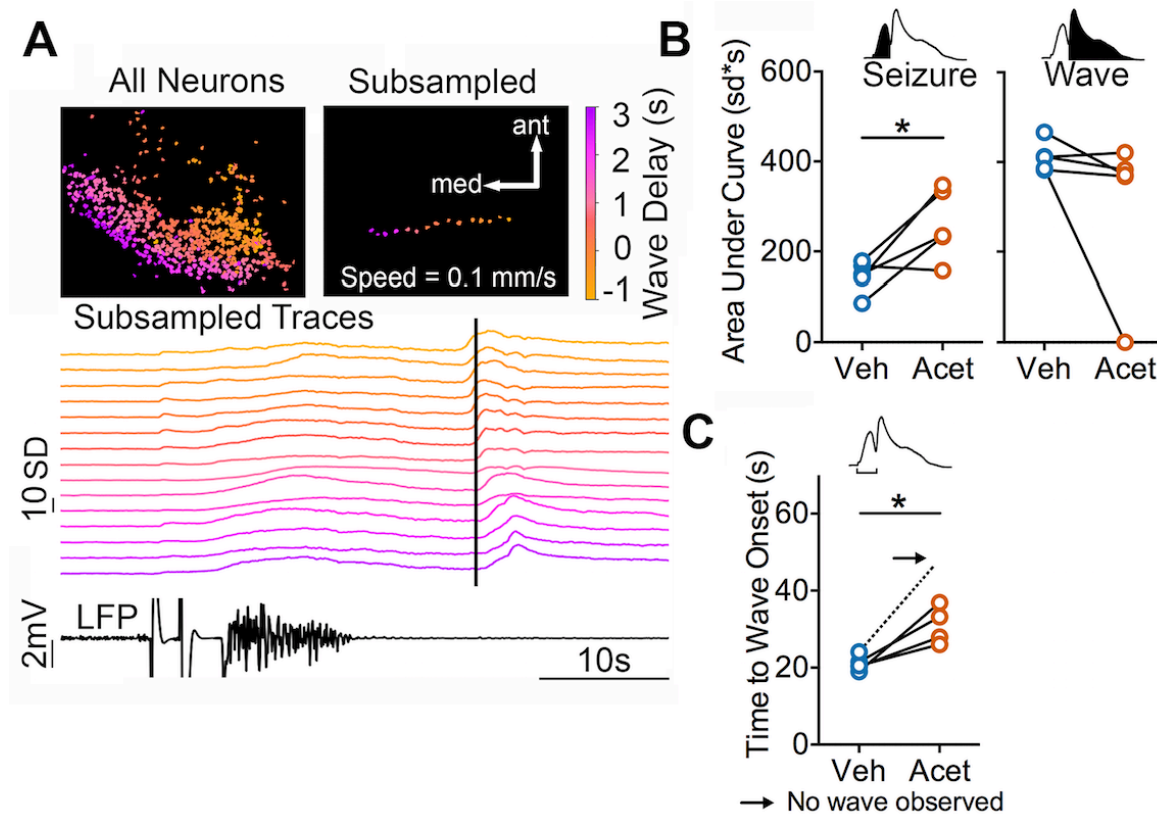 A
All Neurons
Subsampled
ant
med
Speed = 0.1 mm/s
3
2
1
0
-1
Wave Delay (s)
Subsampled Traces
10 SD
LFP
2mV
10s
B
Seizure
Wave
Area Under Curve (sd*s)
600
400
200
0
*
Veh Acet
Veh Acet
C
Time to Wave Onset (s)
60
40
20
0
*
Veh Acet
→ No wave observed